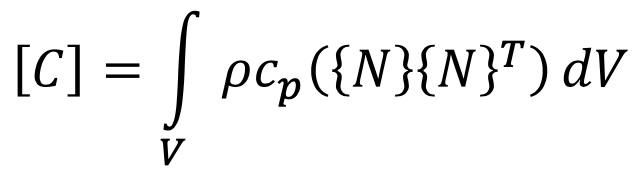 [C] = ∫_V ρc_p({N}{N}^T) dV